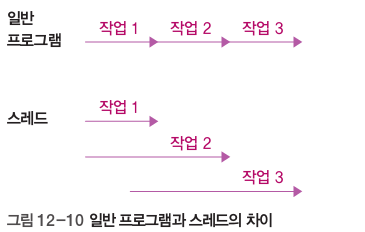 일반
프로그램
작업 1 작업 2 작업 3
스레드
작업 1
작업 2
작업 3
그림 12-10 일반 프로그램과 스레드의 차이